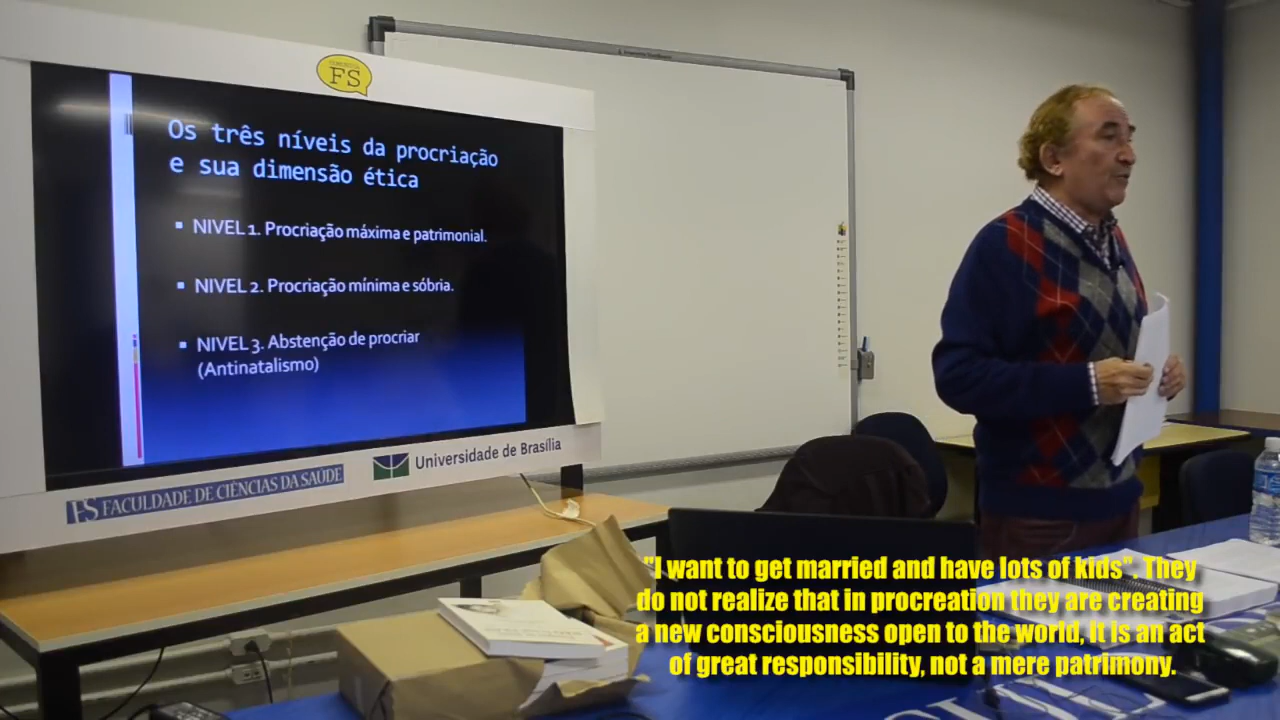 FS
Os três níveis da procriação
e sua dimensão ética
NIVEL 1. Procriação máxima e patrimonial.
NIVEL 2. Procriação mínima e sóbria.
NIVEL 3. Abstenção de procriar
(Antinatalismo)
FS FACULDADE DE CIÊNCIAS DA SAÚDE
Universidade de Brasília
"I want to get married and have lots of kids". They
do not realize that in procreation they are creating
a new consciousness open to the world, It is an act
of great responsibility, not a mere patrimony.